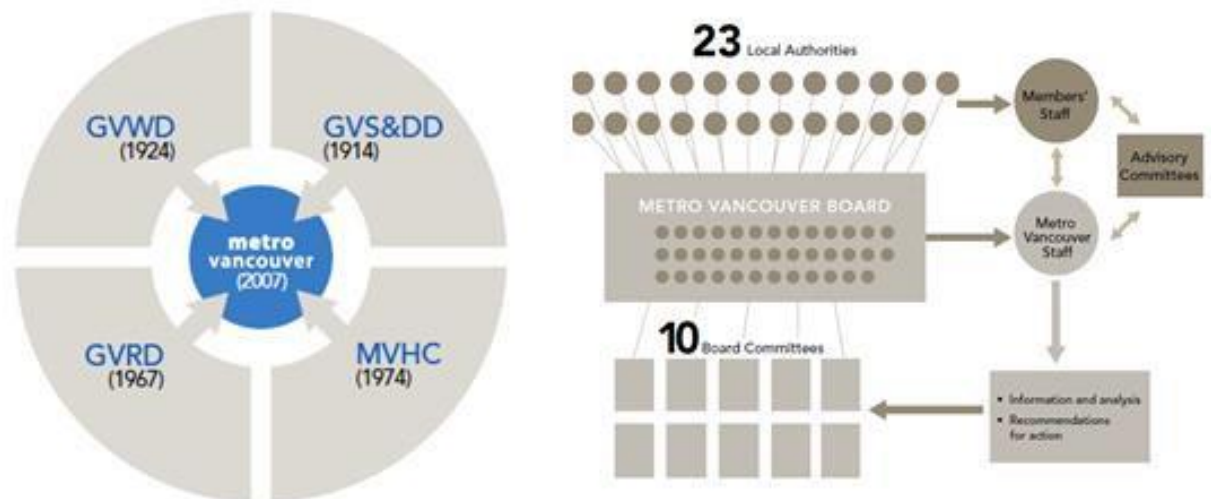 GVWD
(1924)
GVS&DD
(1914)
metro
vancouver
(2007)
GVRD
(1967)
MVHC
(1974)
23 Local Authorities
Members'
Staff
Advisory
Committees
METRO VANCOUVER BOARD
Metro
Vancouver
Staff
10 Board Committees
• Information and analysis
• Recommendations
for action